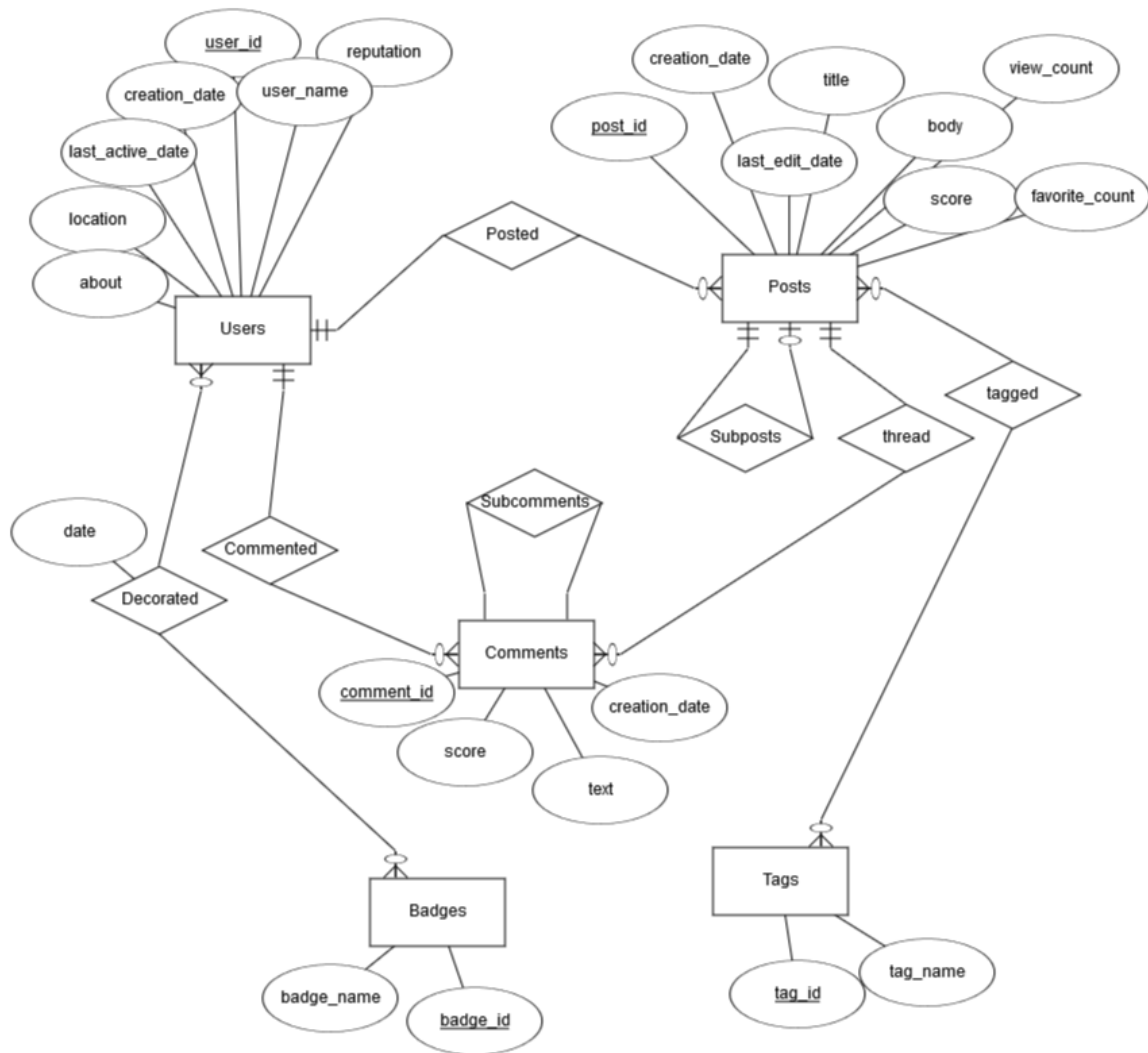 user_id
reputation
creation_date
user_name
last_active_date
location
about
Users
Posted
creation_date
title
view_count
post_id
last_edit_date
body
score
favorite_count
Posts
Subposts
thread
tagged
Subcomments
date
Commented
Decorated
Comments
comment_id
creation_date
score
text
Badges
badge_name
badge_id
Tags
tag_name
tag_id